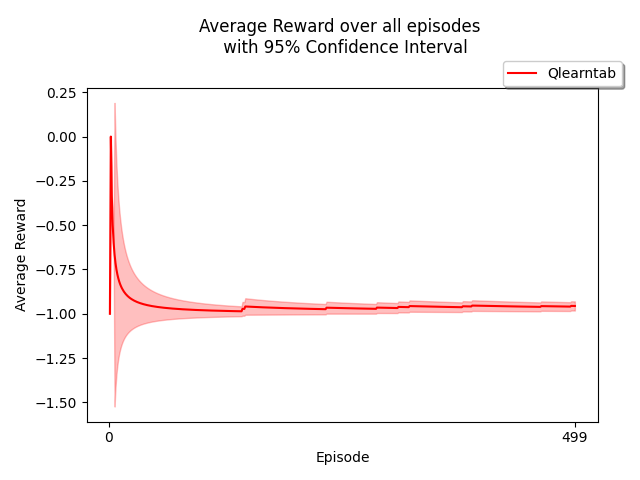 Average Reward over all episodes
with 95% Confidence Interval
Qlearntab
0.25
0.00
−0.25
−0.50
−0.75
−1.00
−1.25
−1.50
Average Reward
0
499
Episode